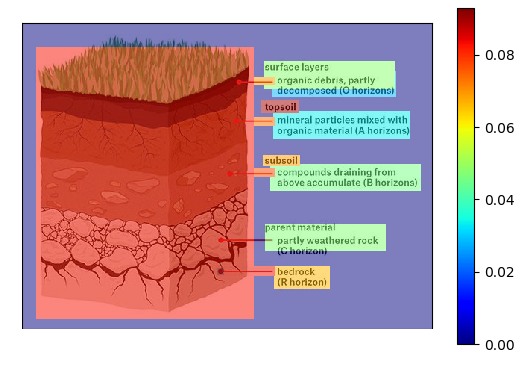 surface layers
organic debris, partly
decomposed (O horizons)
topsoil
mineral particles mixed with
organic material (A horizons)
subsoil
compounds draining from
above accumulate (B horizons)
parent material
partly weathered rock
(C horizon)
bedrock
(R horizon)
0.08
0.06
0.04
0.02
0.00